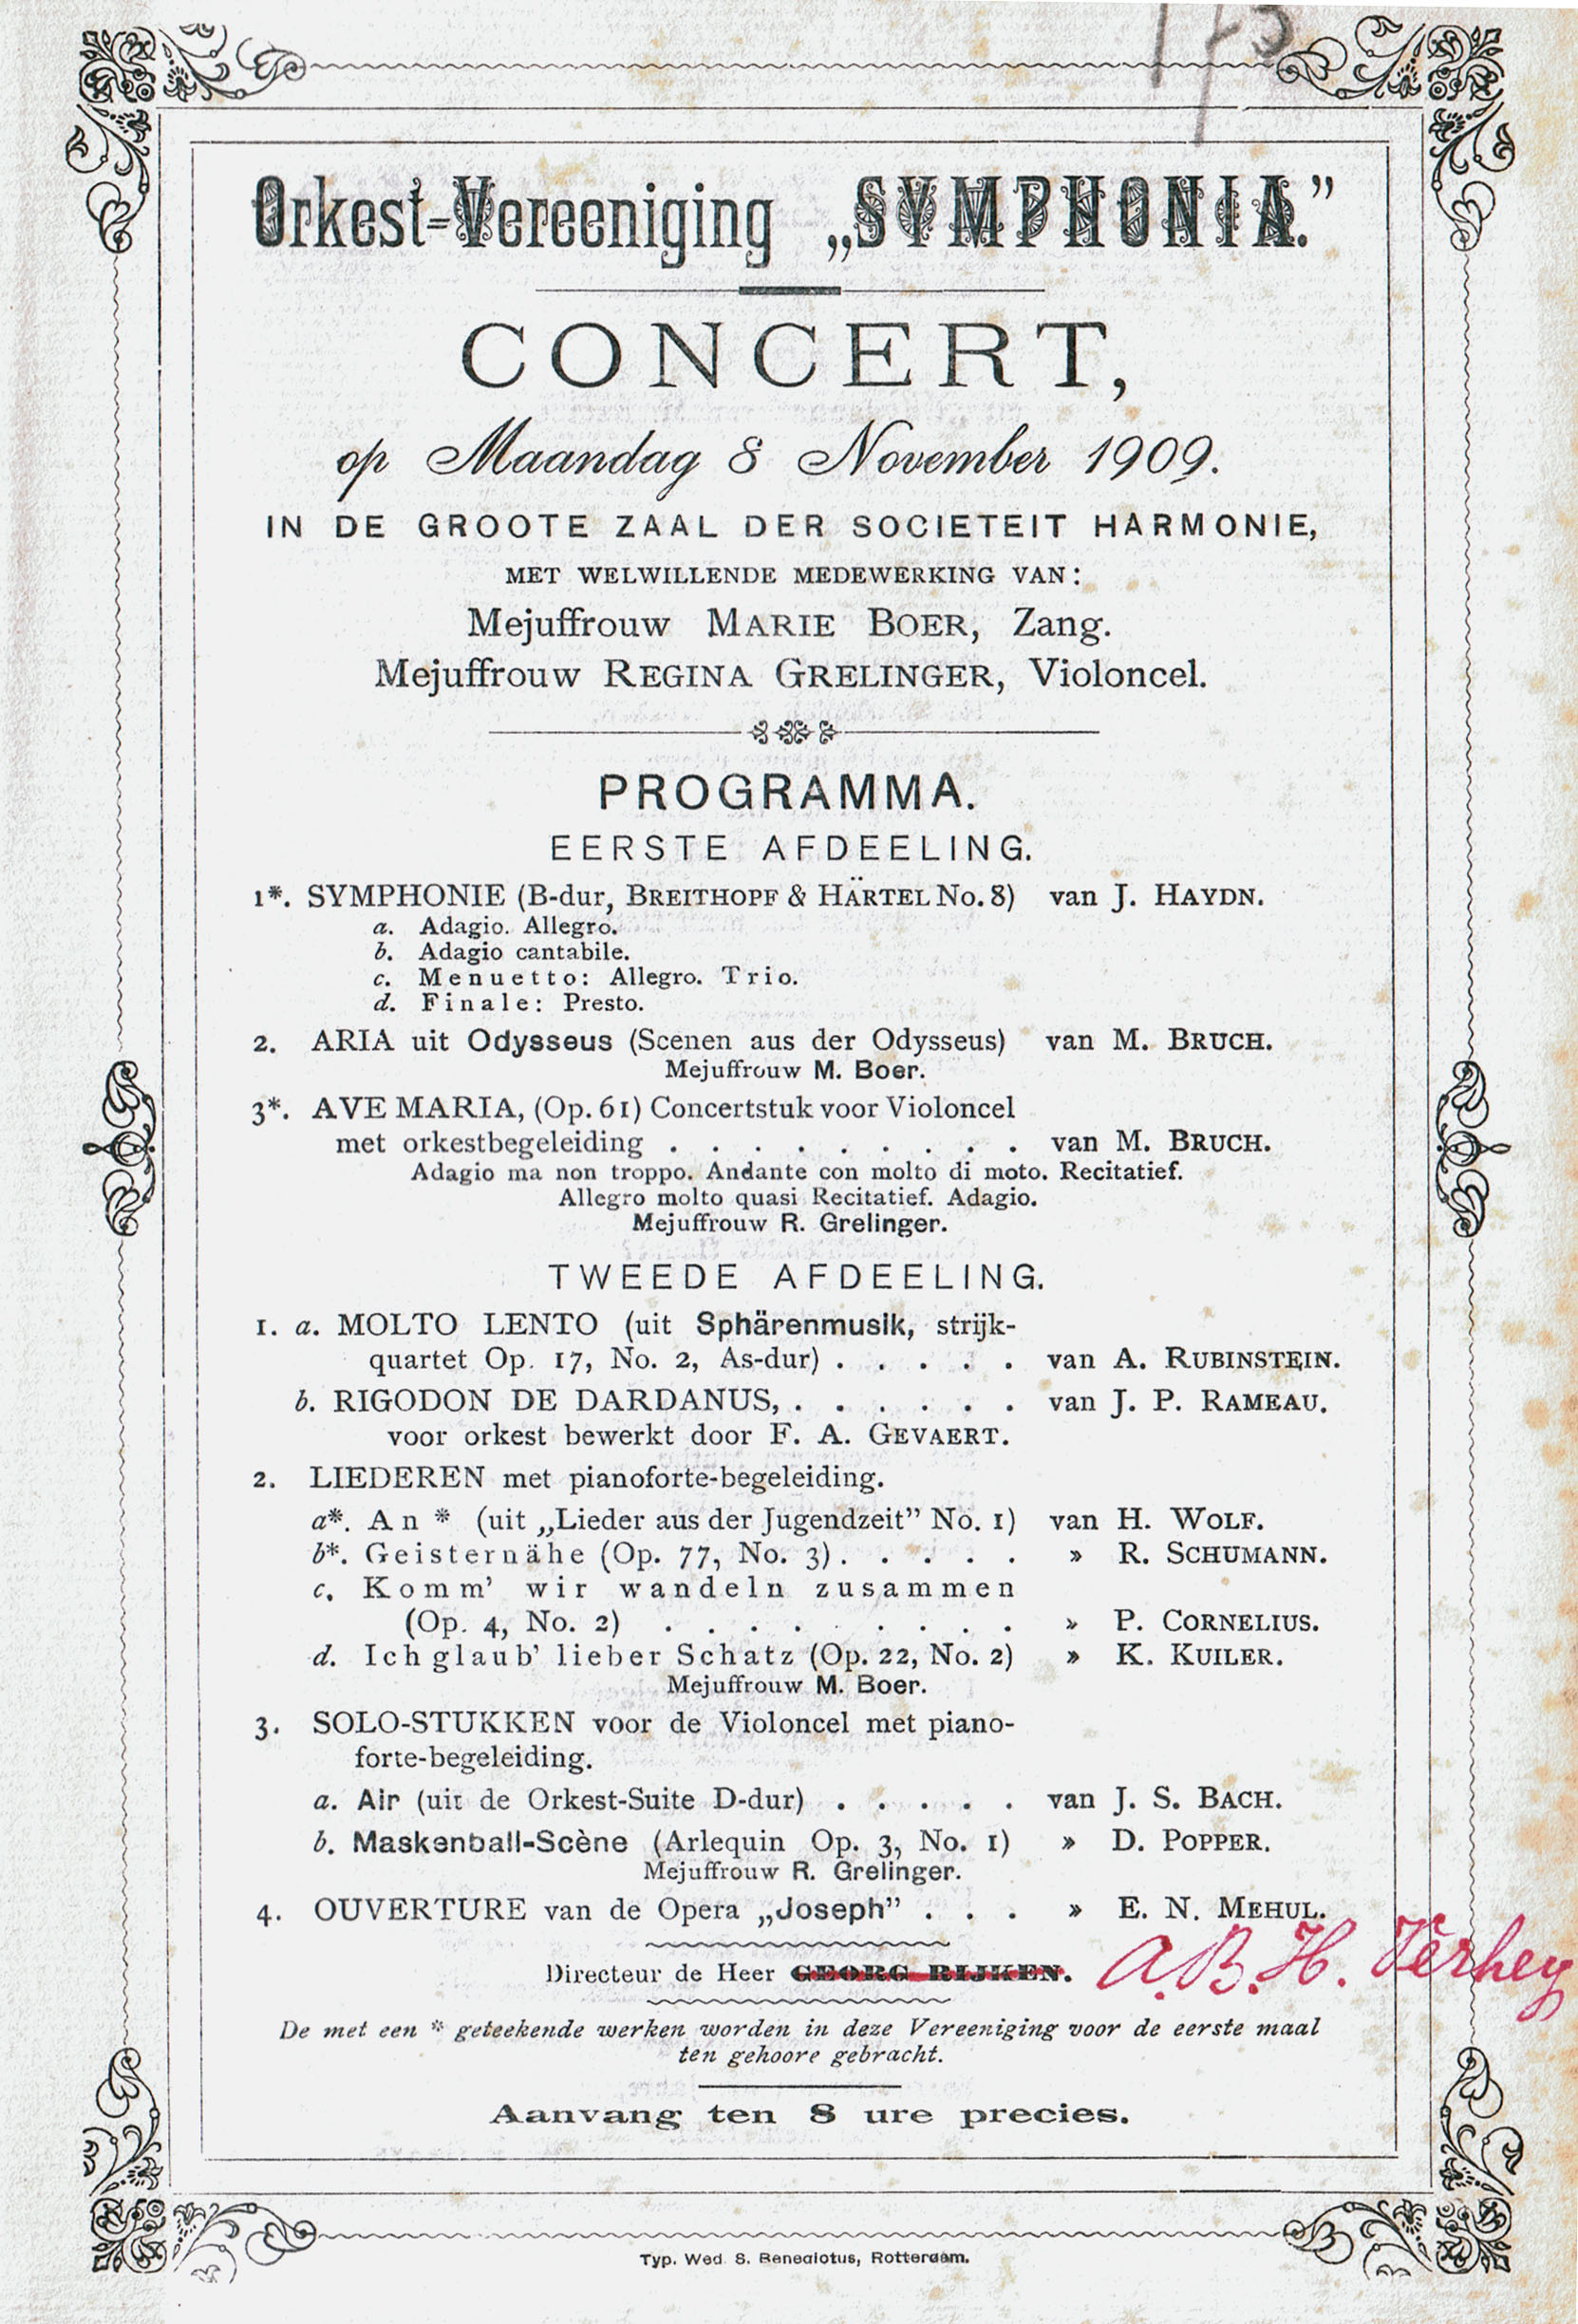 175
Orkest-Vereeniging „SYMPHONIA.”
CONCERT,
op Maandag 8 November 1909.
IN DE GROOTE ZAAL DER SOCIETEIT HARMONIE,
MET WELWILLENDE MEDEWERKING VAN:
Mejuffrouw MARIE BOER, Zang.
Mejuffrouw REGINA GRELINGER, Violoncel.
PROGRAMMA.
EERSTE AFDEELING.
1*. SYMPHONIE (B-dur, BREITHOPF & HÄRTEL No. 8) van J. HAYDN.
a. Adagio. Allegro.
b. Adagio cantabile.
c. Menuetto: Allegro. Trio.
d. Finale: Presto.
2. ARIA uit Odysseus (Scenen aus der Odysseus) van M. BRUCH.
Mejuffrouw M. Boer.
3*. AVE MARIA, (Op. 61) Concertstuk voor Violoncel
met orkestbegeleiding . . . . . . . . . van M. BRUCH.
Adagio ma non troppo. Andante con molto di moto. Recitatief.
Allegro molto quasi Recitatief. Adagio.
Mejuffrouw R. Grelinger.
TWEEDE AFDEELING.
1. a. MOLTO LENTO (uit Sphärenmusik, strijk-
quartet Op. 17, No. 2, As-dur) . . . . . van A. RUBINSTEIN.
b. RIGODON DE DARDANUS, . . . . . . van J. P. RAMEAU.
voor orkest bewerkt door F. A. GEVAERT.
2. LIEDEREN met pianoforte-begeleiding.
a*. An * (uit „Lieder aus der Jugendzeit” No. 1) van H. WOLF.
b*. Geisternähe (Op. 77, No. 3) . . . . . » R. SCHUMANN.
c. Komm' wir wandeln zusammen
(Op. 4, No. 2) . . . . . . . . . » P. CORNELIUS.
d. Ich glaub' lieber Schatz (Op. 22, No. 2) » K. KUILER.
Mejuffrouw M. Boer.
3. SOLO-STUKKEN voor de Violoncel met piano-
forte-begeleiding.
a. Air (uit de Orkest-Suite D-dur) . . . . . van J. S. BACH.
b. Maskenball-Scène (Arlequin Op. 3, No. 1) » D. POPPER.
Mejuffrouw R. Grelinger.
4. OUVERTURE van de Opera „Joseph” . . . » E. N. MEHUL.
Directeur de Heer GEORG RIJKEN. A.B.H. Verhey
De met een * geteekende werken worden in deze Vereeniging voor de eerste maal
ten gehoore gebracht.
Aanvang ten 8 ure precies.
Typ. Wed. S. Benedictus, Rotterdam.